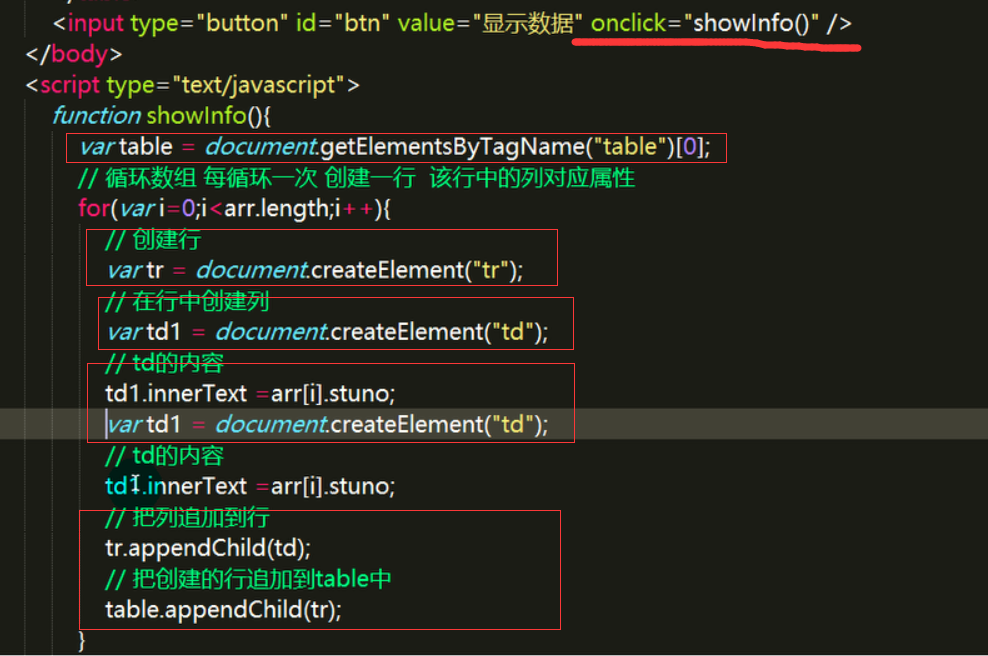 <input type="button" id="btn" value="显示数据" onclick="showInfo()" />
</body>
<script type="text/javascript">
function showInfo(){
var table = document.getElementsByTagName("table")[0];
// 循环数组 每循环一次 创建一行 该行中的列对应属性
for(var i=0;i<arr.length;i++){
// 创建行
var tr = document.createElement("tr");
// 在行中创建列
var td1 = document.createElement("td");
// td的内容
td1.innerText =arr[i].stuno;
var td1 = document.createElement("td");
// td的内容
td1.innerText =arr[i].stuno;
// 把列追加到行
tr.appendChild(td);
// 把创建的行追加到table中
table.appendChild(tr);
}